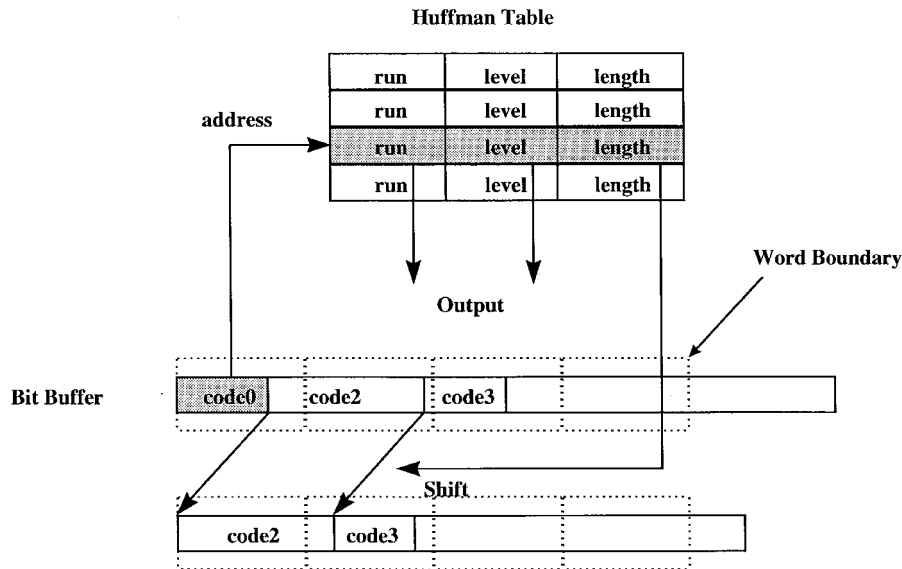 Huffman Table
run level length
run level length
address
run level length
run level length
Word Boundary
Output
Bit Buffer
code0 code2 code3
Shift
code2 code3